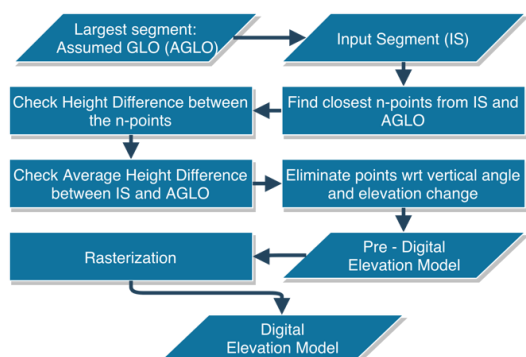 Largest segment:
Assumed GLO (AGLO)
Input Segment (IS)
Find closest n-points from IS and
AGLO
Check Height Difference between
the n-points
Check Average Height Difference
between IS and AGLO
Eliminate points wrt vertical angle
and elevation change
Pre - Digital
Elevation Model
Rasterization
Digital
Elevation Model